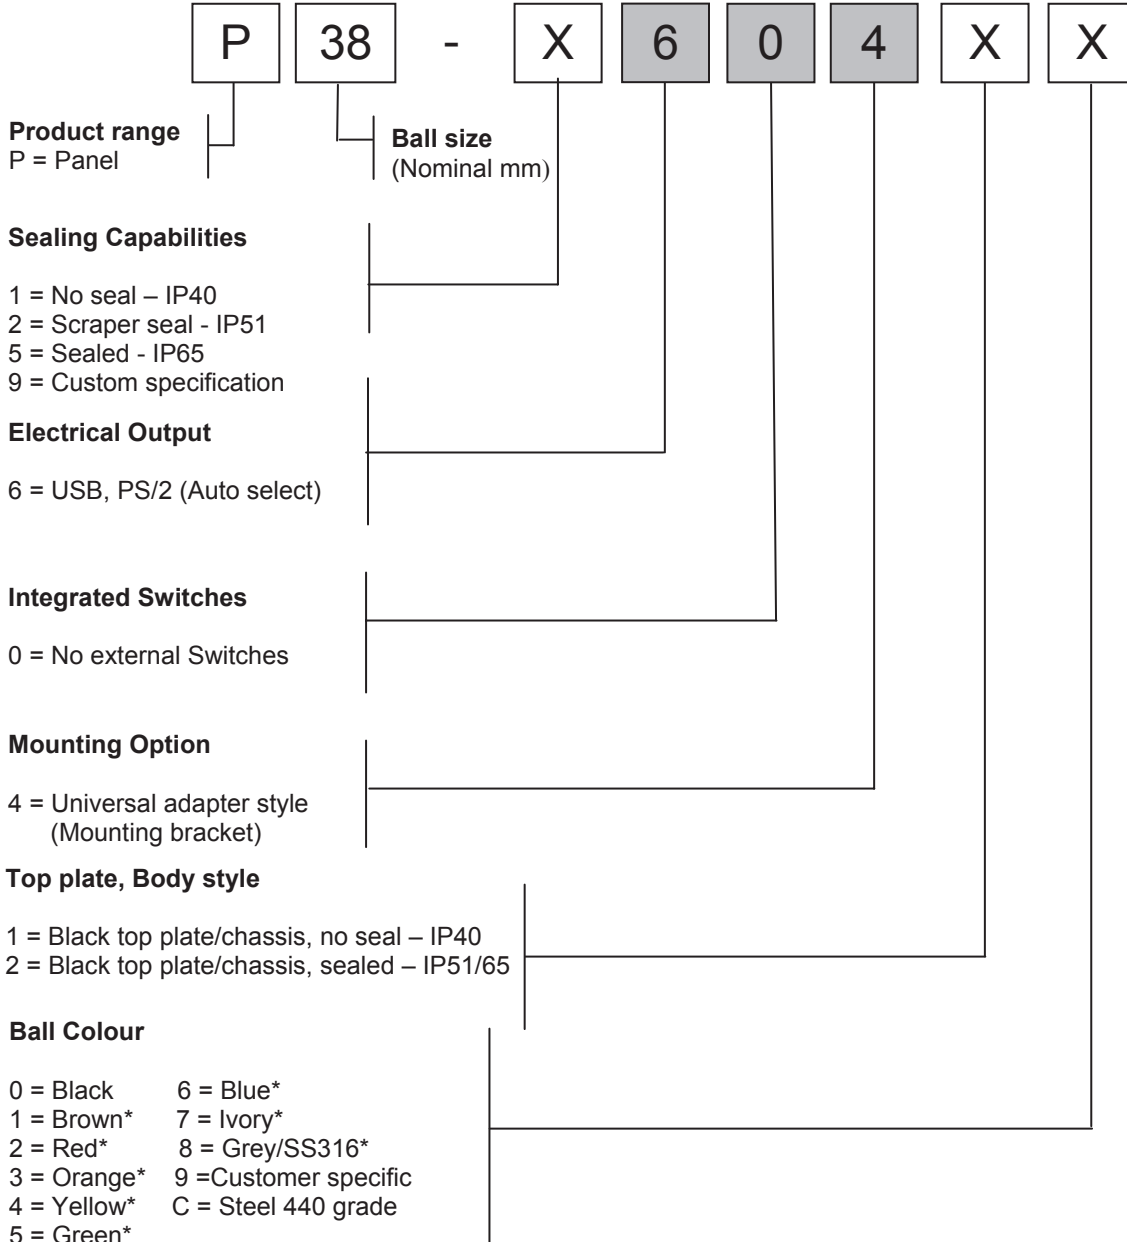 P 38 - X 6 0 4 X X
Product range
P = Panel
Ball size
(Nominal mm)
Sealing Capabilities
1 = No seal – IP40
2 = Scraper seal - IP51
5 = Sealed - IP65
9 = Custom specification
Electrical Output
6 = USB, PS/2 (Auto select)
Integrated Switches
0 = No external Switches
Mounting Option
4 = Universal adapter style
(Mounting bracket)
Top plate, Body style
1 = Black top plate/chassis, no seal – IP40
2 = Black top plate/chassis, sealed – IP51/65
Ball Colour
0 = Black 6 = Blue*
1 = Brown* 7 = Ivory*
2 = Red* 8 = Grey/SS316*
3 = Orange* 9 =Customer specific
4 = Yellow* C = Steel 440 grade
5 = Green*